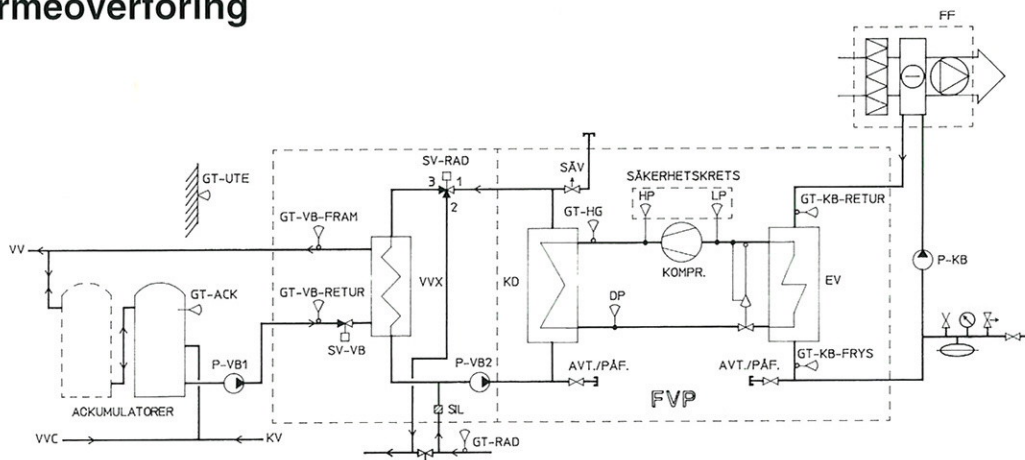 rmeöverföring
FF
SV-RAD
3 1
2
SÄV
SÄKERHETSKRETS
HP
LP
GT-UTE
GT-VB-FRAM
GT-HG
GT-KB-RETUR
VV
KOMPR.
P-KB
GT-VB-RETUR
VVX
KD
EV
GT-ACK
DP
SV-VB
P-VB1
P-VB2
AVT./PÅF.
AVT./PÅF.
GT-KB-FRYS
ACKUMULATORER
SIL
FVP
VVC
KV
GT-RAD